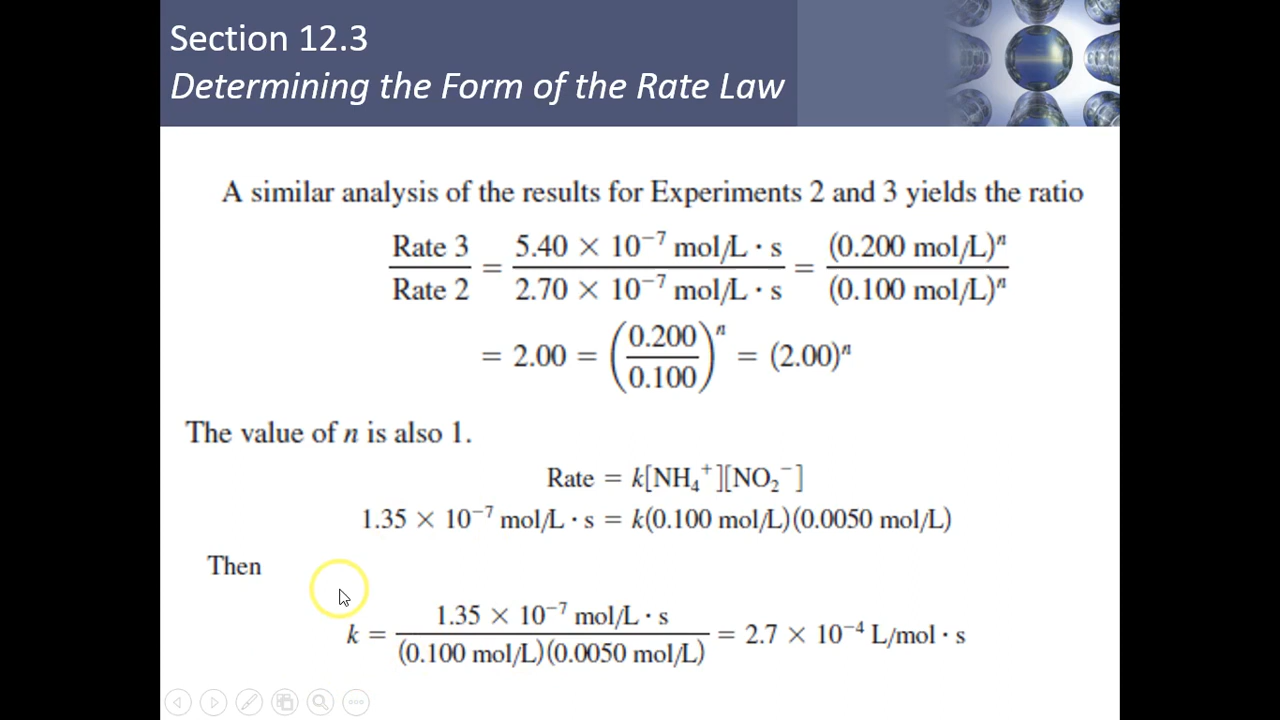 Section 12.3
Determining the Form of the Rate Law
A similar analysis of the results for Experiments 2 and 3 yields the ratio
Rate 3 / Rate 2 = 5.40 × 10⁻⁷ mol/L · s / 2.70 × 10⁻⁷ mol/L · s = (0.200 mol/L)ⁿ / (0.100 mol/L)ⁿ
= 2.00 = (0.200 / 0.100)ⁿ = (2.00)ⁿ
The value of n is also 1.
Rate = k[NH₄⁺][NO₂⁻]
1.35 × 10⁻⁷ mol/L · s = k(0.100 mol/L)(0.0050 mol/L)
Then
k = 1.35 × 10⁻⁷ mol/L · s / (0.100 mol/L)(0.0050 mol/L) = 2.7 × 10⁻⁴ L/mol · s